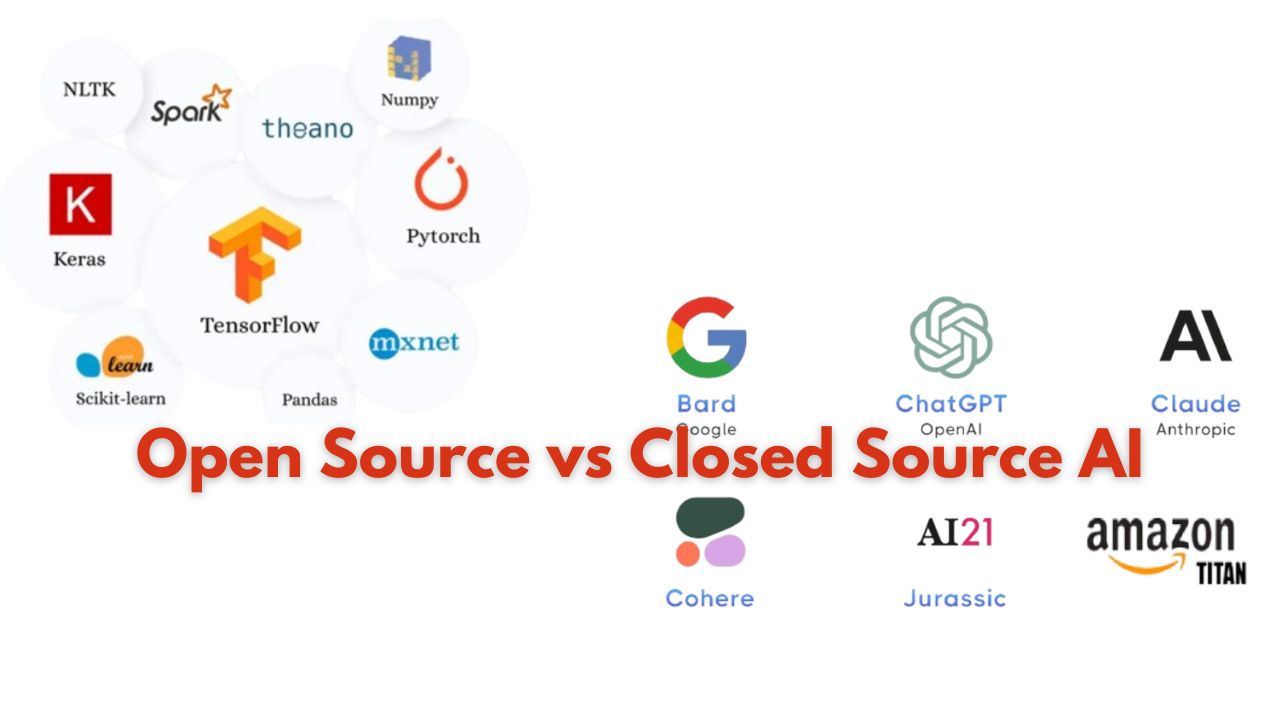 NLTK
Spark
theano
Numpy
K
Keras
Pytorch
TensorFlow
mxnet
learn
Scikit-learn
Pandas
G
Bard
Google
ChatGPT
OpenAI
A\
Claude
Anthropic
Open Source vs Closed Source AI
Cohere
AI21
Jurassic
amazon
TITAN